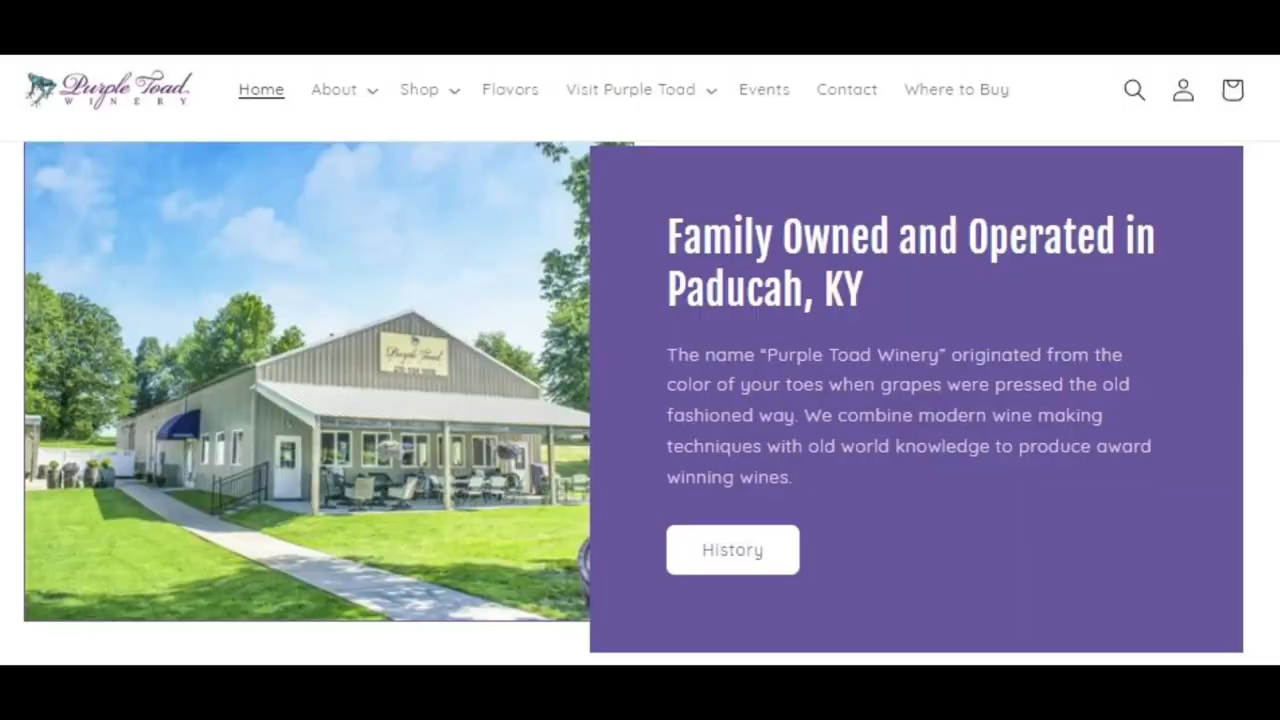 Purple Toad
WINERY
Home
About
Shop
Flavors
Visit Purple Toad
Events
Contact
Where to Buy
Purple Toad
Family Owned and Operated in
Paducah, KY
The name “Purple Toad Winery” originated from the
color of your toes when grapes were pressed the old
fashioned way. We combine modern wine making
techniques with old world knowledge to produce award
winning wines.
History